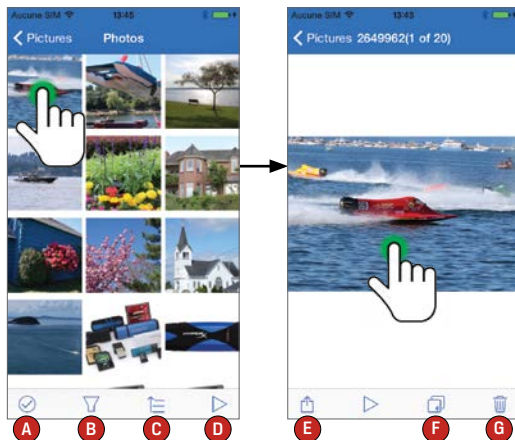 Aucune SIM 13:45
Pictures Photos
A B C D
Aucune SIM 13:43
Pictures 2649962(1 of 20)
E F G